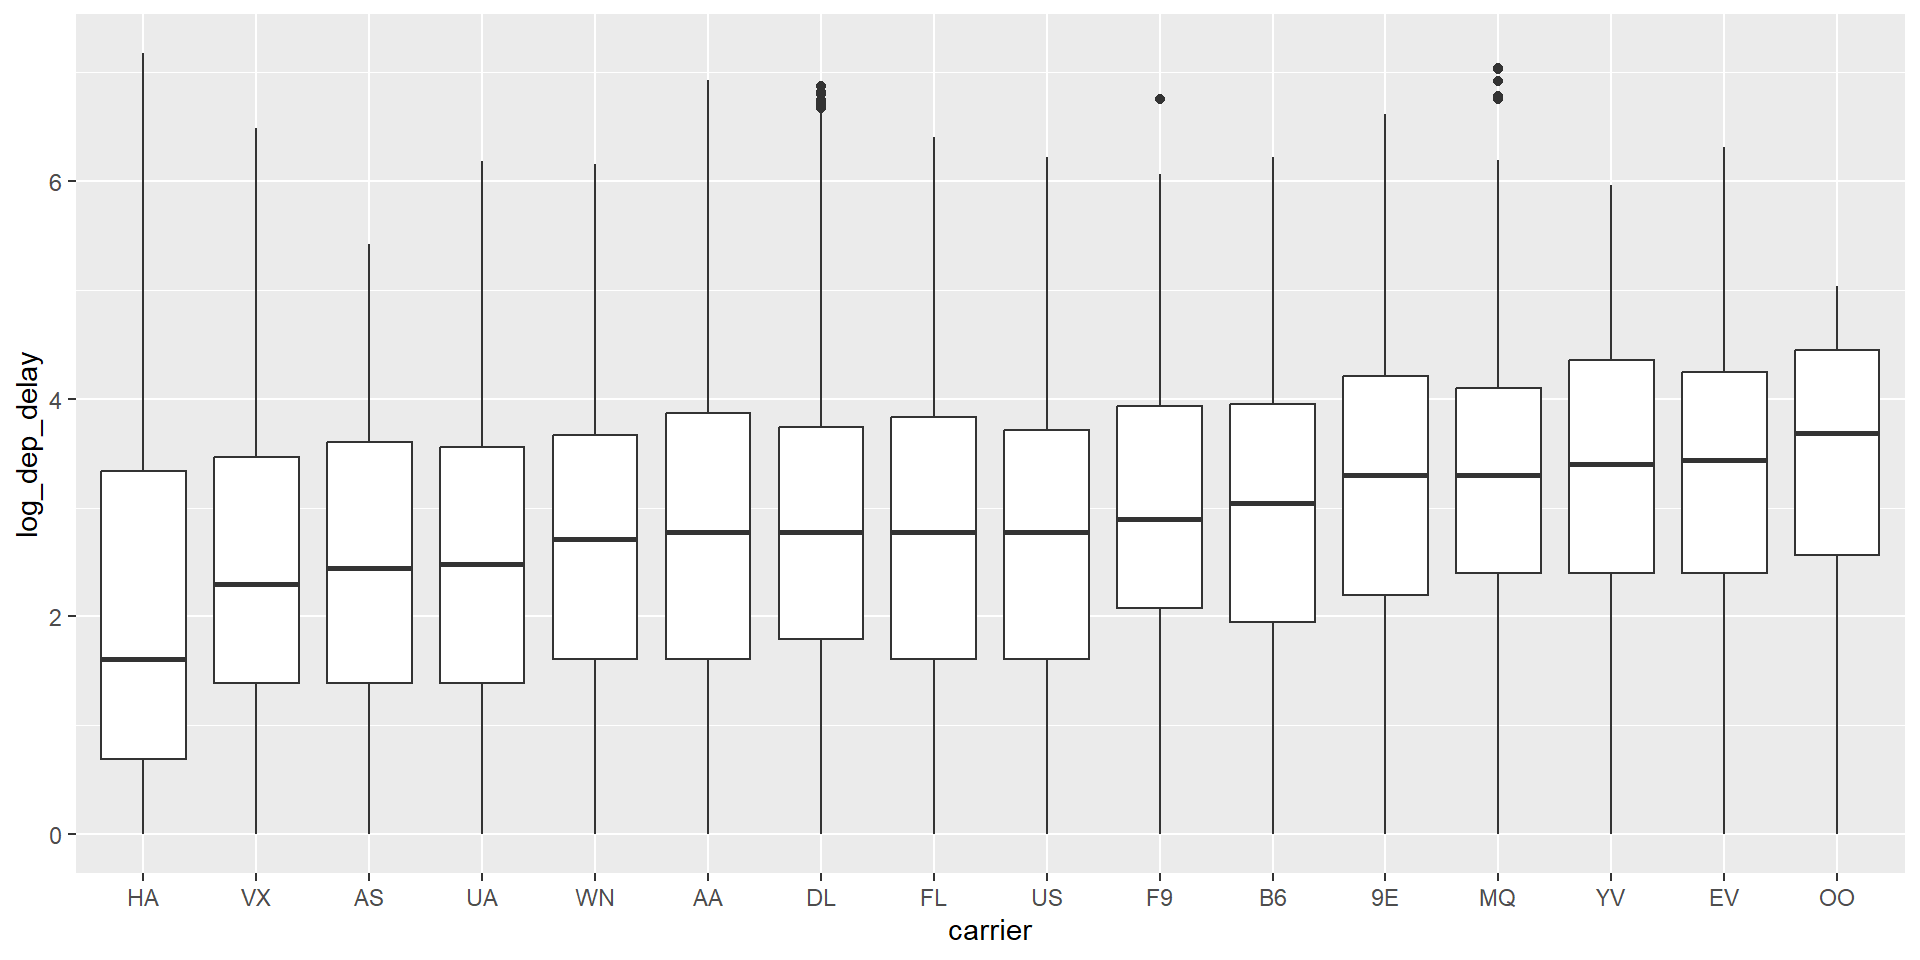 log_dep_delay
6
4
2
0
HA VX AS UA WN AA DL FL US F9 B6 9E MQ YV EV OO
carrier